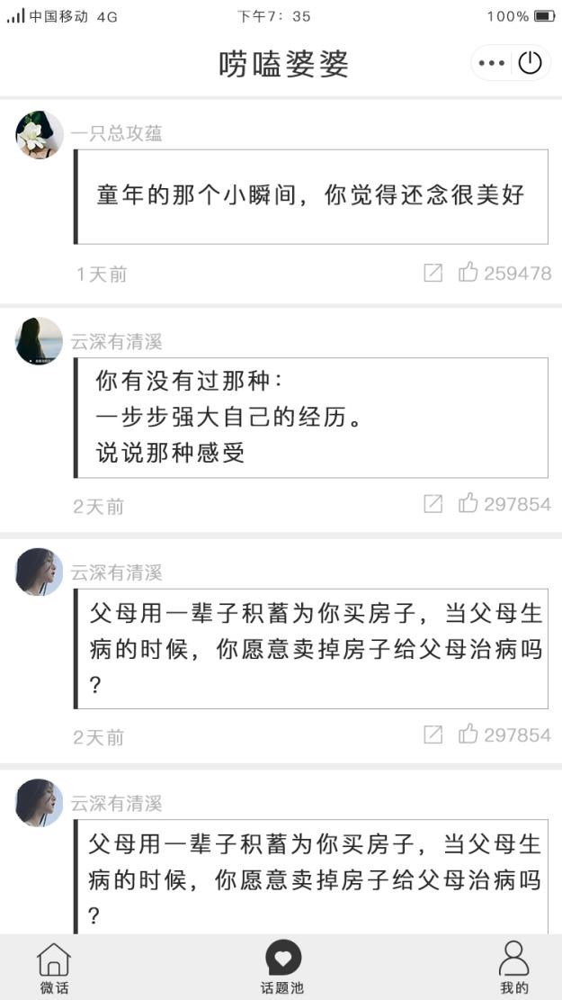 中国移动 4G
下午7：35
100%
唠嗑婆婆
一只总攻蕴
童年的那个小瞬间，你觉得还念很美好
1天前
259478
云深有清溪
你有没有过那种：
一步步强大自己的经历。
说说那种感受
2天前
297854
云深有清溪
父母用一辈子积蓄为你买房子，当父母生
病的时候，你愿意卖掉房子给父母治病吗
？
2天前
297854
云深有清溪
父母用一辈子积蓄为你买房子，当父母生
病的时候，你愿意卖掉房子给父母治病吗
？
微话
话题池
我的